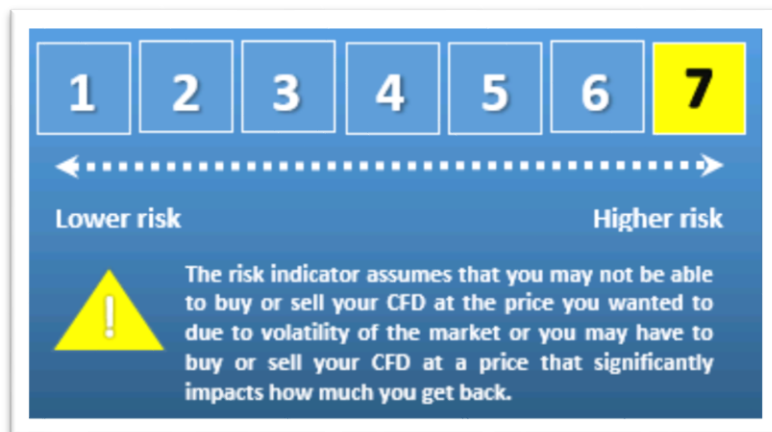 1 2 3 4 5 6 7
Lower risk Higher risk
!
The risk indicator assumes that you may not be able
to buy or sell your CFD at the price you wanted to
due to volatility of the market or you may have to
buy or sell your CFD at a price that significantly
impacts how much you get back.